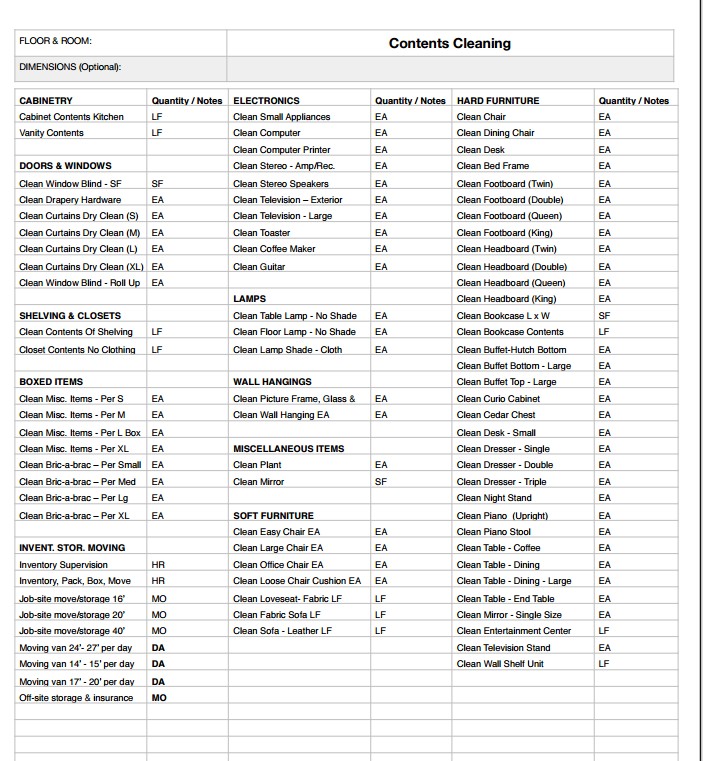 FLOOR & ROOM:
Contents Cleaning
DIMENSIONS (Optional):
CABINETRY Quantity / Notes ELECTRONICS Quantity / Notes HARD FURNITURE Quantity / Notes
Cabinet Contents Kitchen LF Clean Small Appliances EA Clean Chair EA
Vanity Contents LF Clean Computer EA Clean Dining Chair EA
Clean Computer Printer EA Clean Desk EA
DOORS & WINDOWS Clean Stereo - Amp/Rec. EA Clean Bed Frame EA
Clean Window Blind - SF SF Clean Stereo Speakers EA Clean Footboard (Twin) EA
Clean Drapery Hardware EA Clean Television – Exterior EA Clean Footboard (Double) EA
Clean Curtains Dry Clean (S) EA Clean Television - Large EA Clean Footboard (Queen) EA
Clean Curtains Dry Clean (M) EA Clean Toaster EA Clean Footboard (King) EA
Clean Curtains Dry Clean (L) EA Clean Coffee Maker EA Clean Headboard (Twin) EA
Clean Curtains Dry Clean (XL) EA Clean Guitar EA Clean Headboard (Double) EA
Clean Window Blind - Roll Up EA Clean Headboard (Queen) EA
LAMPS Clean Headboard (King) EA
SHELVING & CLOSETS Clean Table Lamp - No Shade EA Clean Bookcase L x W SF
Clean Contents Of Shelving LF Clean Floor Lamp - No Shade EA Clean Bookcase Contents LF
Closet Contents No Clothing LF Clean Lamp Shade - Cloth EA Clean Buffet-Hutch Bottom EA
Clean Buffet Bottom - Large EA
BOXED ITEMS WALL HANGINGS Clean Buffet Top - Large EA
Clean Misc. Items - Per S EA Clean Picture Frame, Glass & EA Clean Curio Cabinet EA
Clean Misc. Items - Per M EA Clean Wall Hanging EA EA Clean Cedar Chest EA
Clean Misc. Items - Per L Box EA Clean Desk - Small EA
Clean Misc. Items - Per XL EA MISCELLANEOUS ITEMS Clean Dresser - Single EA
Clean Bric-a-brac – Per Small EA Clean Plant EA Clean Dresser - Double EA
Clean Bric-a-brac – Per Med EA Clean Mirror SF Clean Dresser - Triple EA
Clean Bric-a-brac – Per Lg EA Clean Night Stand EA
Clean Bric-a-brac – Per XL EA SOFT FURNITURE Clean Piano (Upright) EA
Clean Easy Chair EA EA Clean Piano Stool EA
INVENT. STOR. MOVING Clean Large Chair EA EA Clean Table - Coffee EA
Inventory Supervision HR Clean Office Chair EA EA Clean Table - Dining EA
Inventory, Pack, Box, Move HR Clean Loose Chair Cushion EA EA Clean Table - Dining - Large EA
Job-site move/storage 16' MO Clean Loveseat- Fabric LF LF Clean Table - End Table EA
Job-site move/storage 20' MO Clean Fabric Sofa LF LF Clean Mirror - Single Size EA
Job-site move/storage 40' MO Clean Sofa - Leather LF LF Clean Entertainment Center LF
Moving van 24'- 27' per day DA Clean Television Stand EA
Moving van 14' - 15' per day DA Clean Wall Shelf Unit LF
Moving van 17' - 20' per day DA
Off-site storage & insurance MO